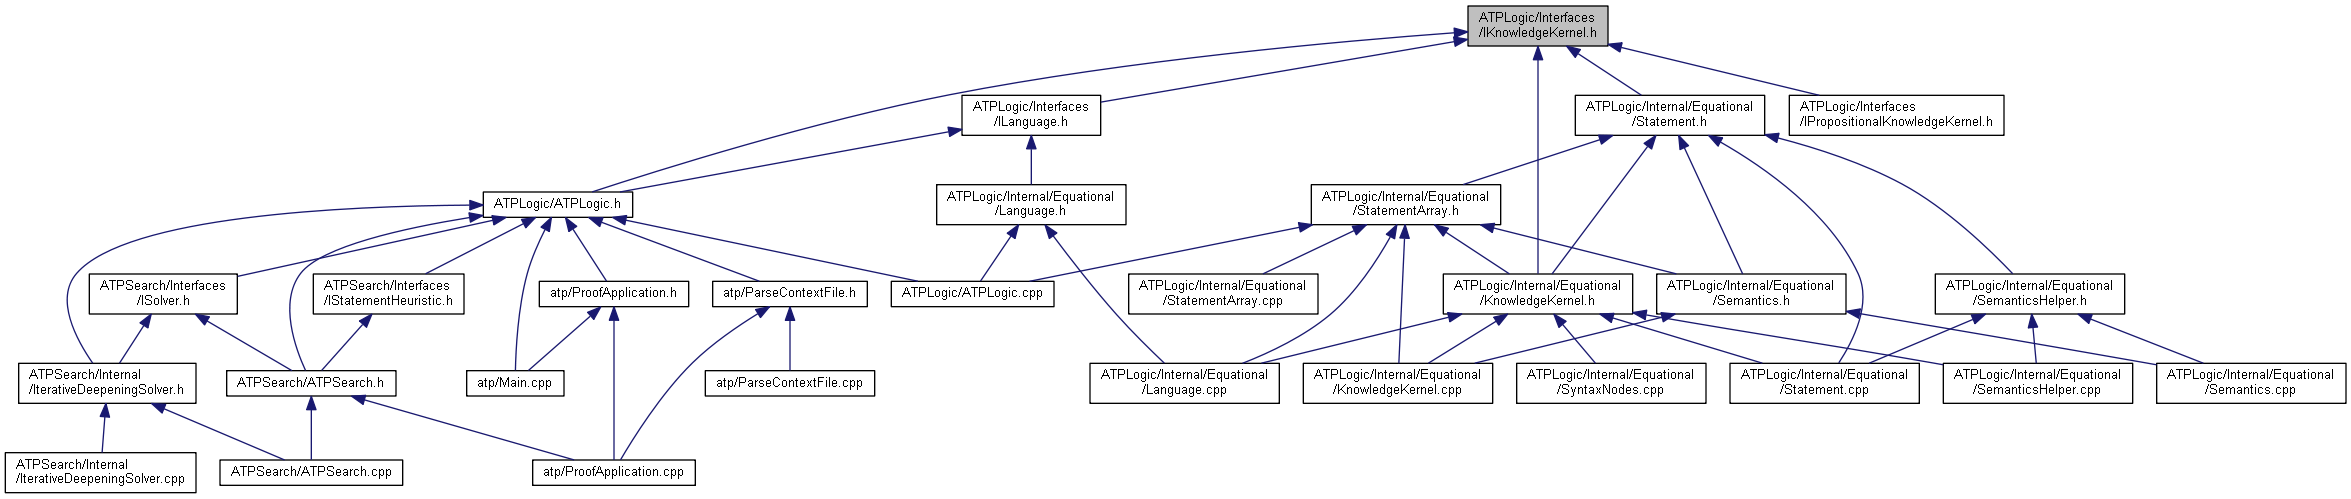 ATPLogic/Interfaces
/IKnowledgeKernel.h
ATPLogic/Interfaces
/ILanguage.h
ATPLogic/Internal/Equational
/Statement.h
ATPLogic/Interfaces
/IPropositionalKnowledgeKernel.h
ATPLogic/ATPLogic.h
ATPLogic/Internal/Equational
/Language.h
ATPLogic/Internal/Equational
/StatementArray.h
ATPSearch/Interfaces
/ISolver.h
ATPSearch/Interfaces
/IStatementHeuristic.h
atp/ProofApplication.h
atp/ParseContextFile.h
ATPLogic/ATPLogic.cpp
ATPLogic/Internal/Equational
/StatementArray.cpp
ATPLogic/Internal/Equational
/KnowledgeKernel.h
ATPLogic/Internal/Equational
/Semantics.h
ATPLogic/Internal/Equational
/SemanticsHelper.h
ATPSearch/Internal
/IterativeDeepeningSolver.h
ATPSearch/ATPSearch.h
atp/Main.cpp
atp/ParseContextFile.cpp
ATPLogic/Internal/Equational
/Language.cpp
ATPLogic/Internal/Equational
/KnowledgeKernel.cpp
ATPLogic/Internal/Equational
/SyntaxNodes.cpp
ATPLogic/Internal/Equational
/Statement.cpp
ATPLogic/Internal/Equational
/SemanticsHelper.cpp
ATPLogic/Internal/Equational
/Semantics.cpp
ATPSearch/Internal
/IterativeDeepeningSolver.cpp
ATPSearch/ATPSearch.cpp
atp/ProofApplication.cpp